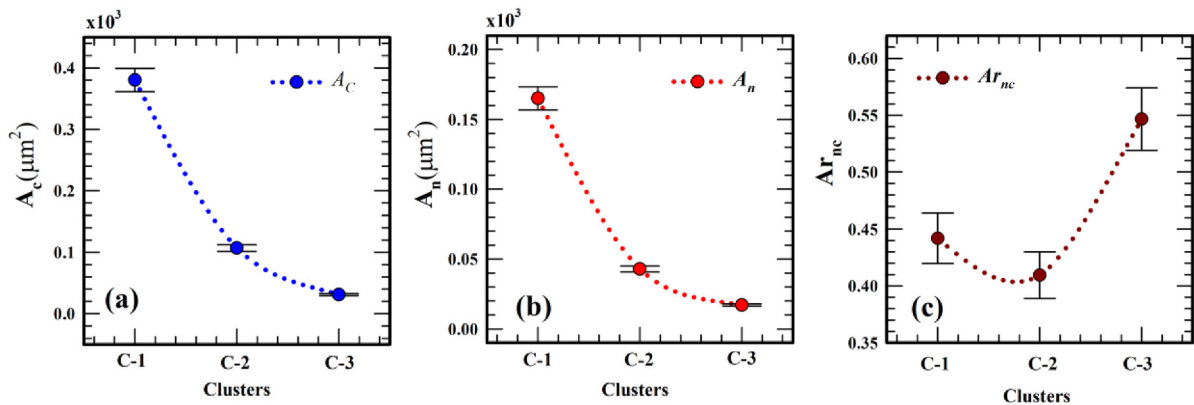 x10³
0.4
0.3
0.2
0.1
0.0
A_c(μm²)
A_C
(a)
C-1 C-2 C-3
Clusters
x10³
0.20
0.16
0.12
0.05
0.00
A_n(μm²)
A_n
(b)
C-1 C-2 C-3
Clusters
0.60
0.55
0.50
0.45
0.40
0.35
Ar_nc
Ar_nc
(c)
C-1 C-2 C-3
Clusters